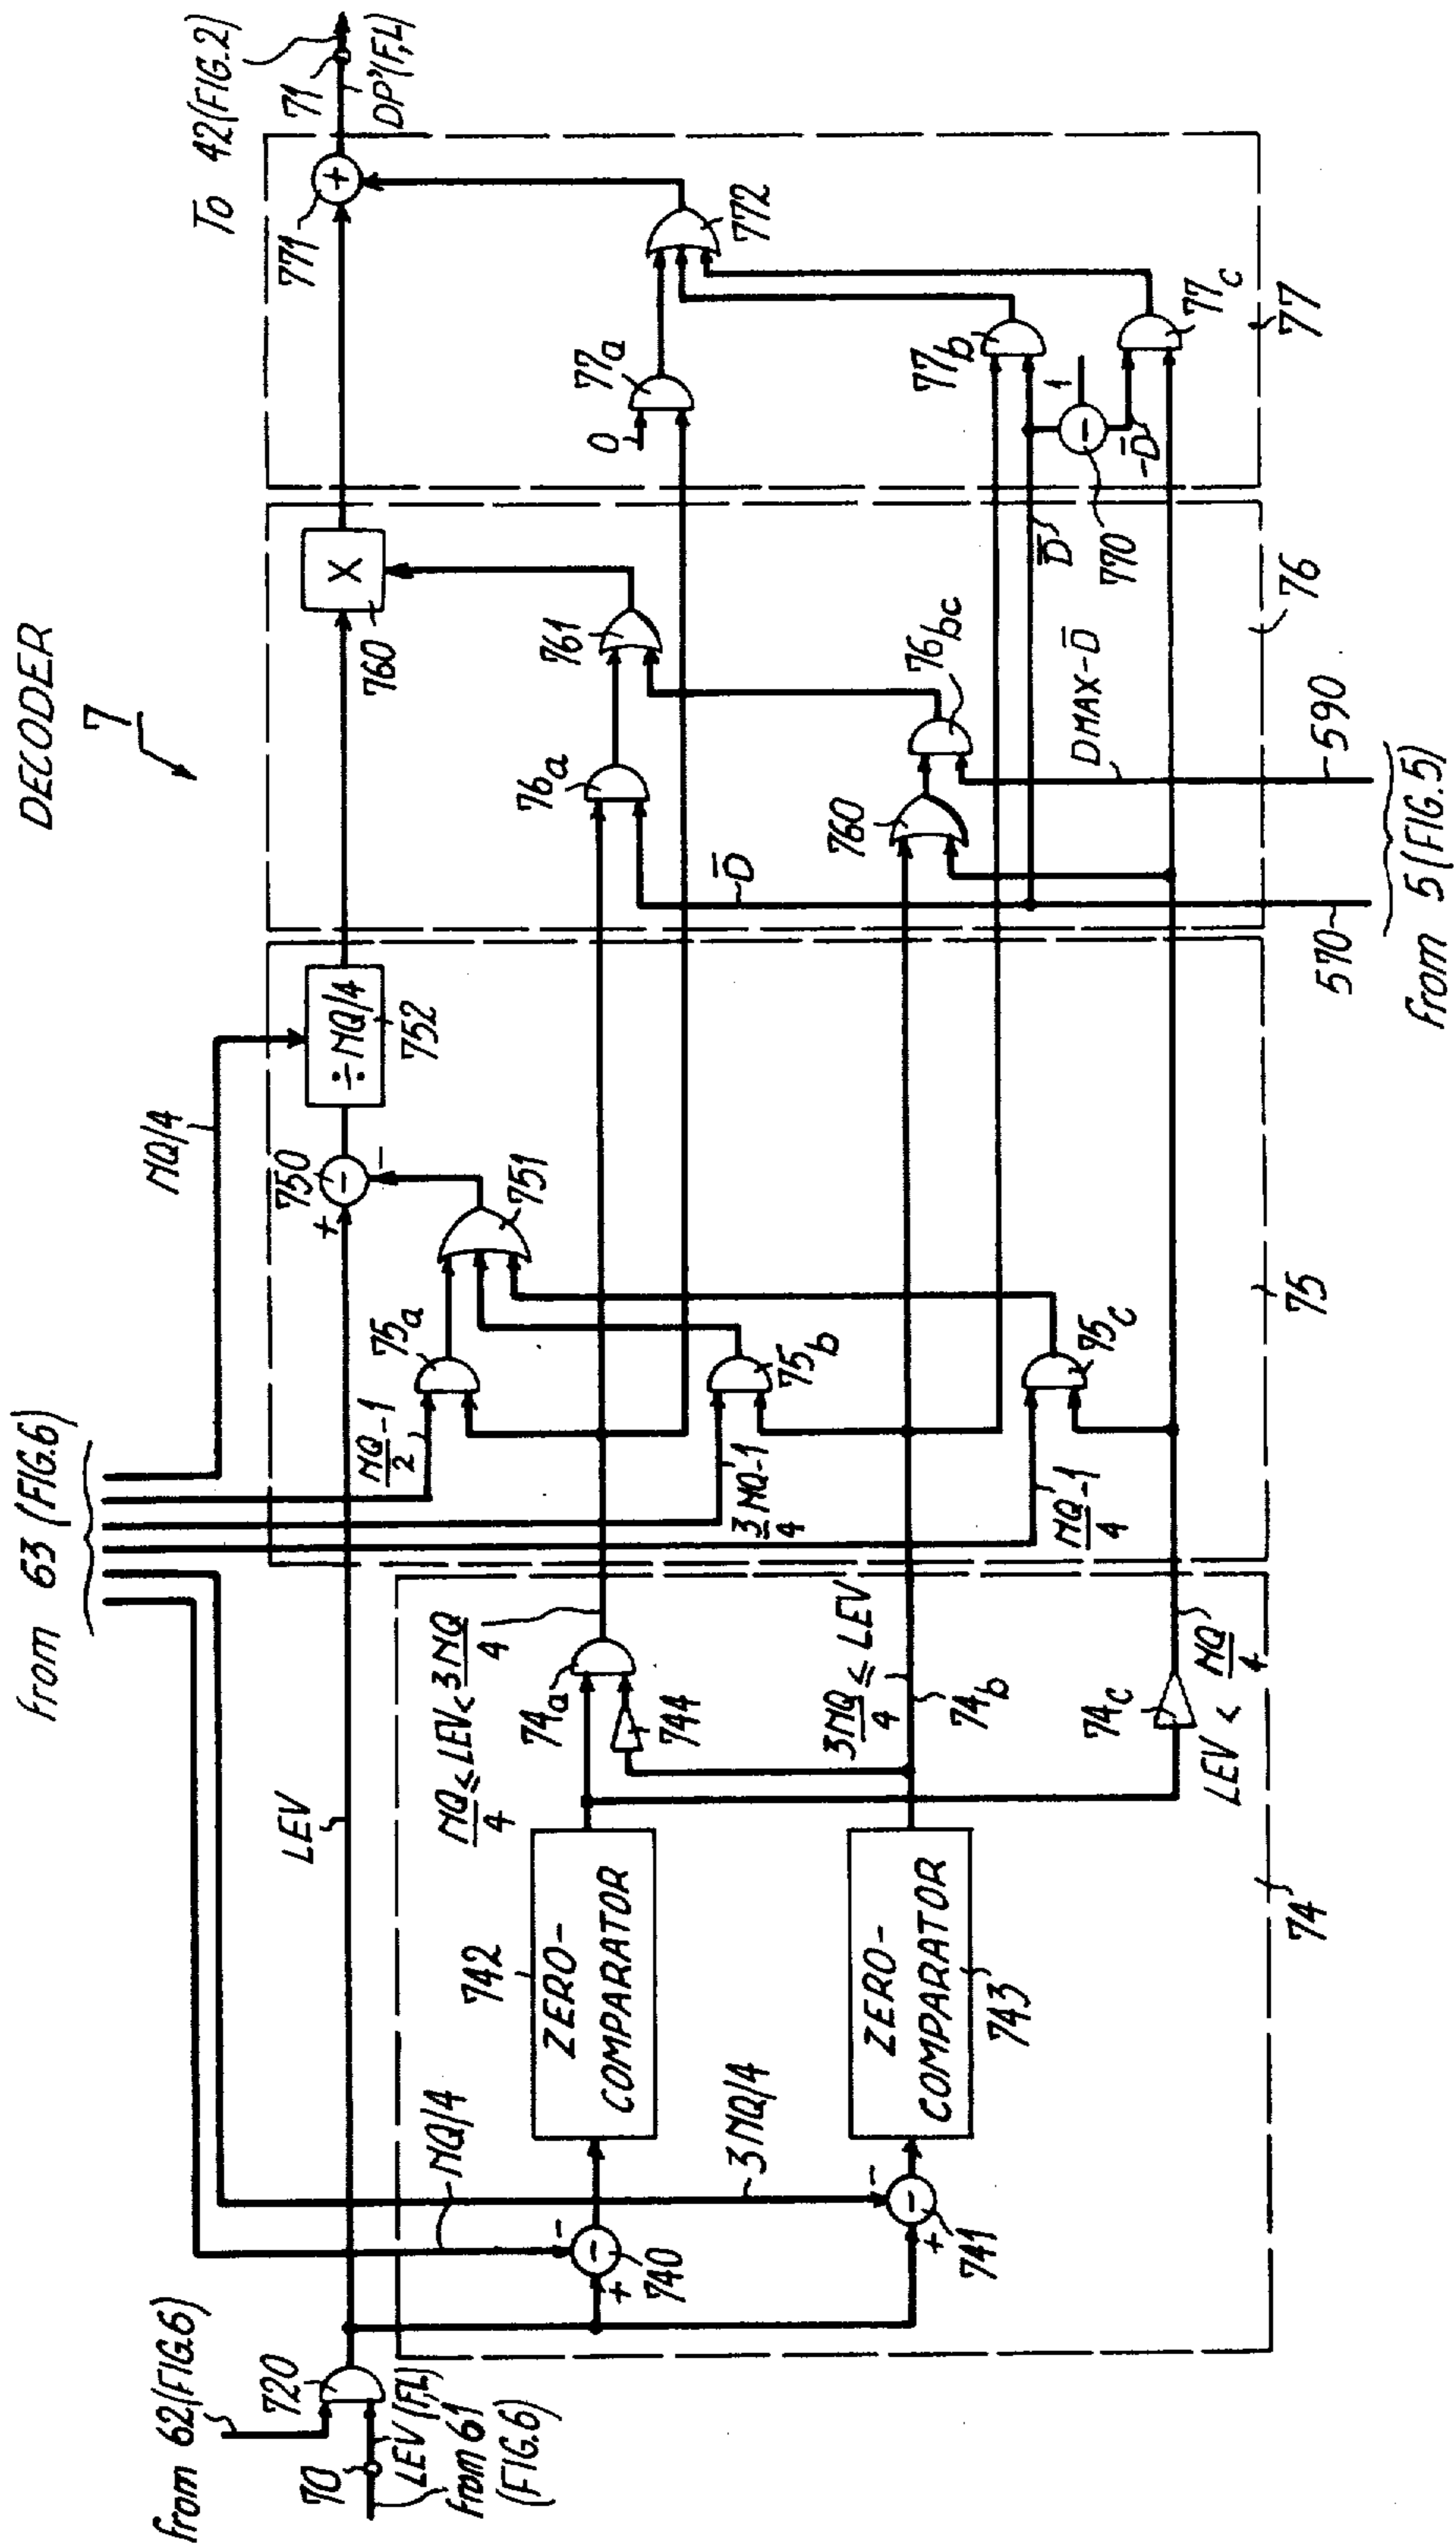 DECODER
7
from 63 (FIG.6)
from 62(FIG.6)
720
70
LEV (F,L)
from 61
(FIG.6)
LEV
MQ/4
3MQ/4
+
-
740
+
-
741
742
ZERO-
COMPARATOR
ZERO-
COMPARATOR
743
MQ/4 ≤ LEV < 3MQ/4
74a
744
3MQ/4 ≤ LEV
74b
74c
LEV < MQ/4
74
MQ/4
+
750
-
-
÷MQ/4
752
751
MQ/2 -1
75a
3/4 MQ-1
75b
MQ/4 -1
75c
75
X
760
761
76a
D̅
760
76bc
DMAX-D̅
D̅
76
570
590
from 5(FIG.5)
To 42(FIG.2)
71
DP'(F,L)
771
+
772
0
77a
77b
1
-
770
-D̅
77c
77